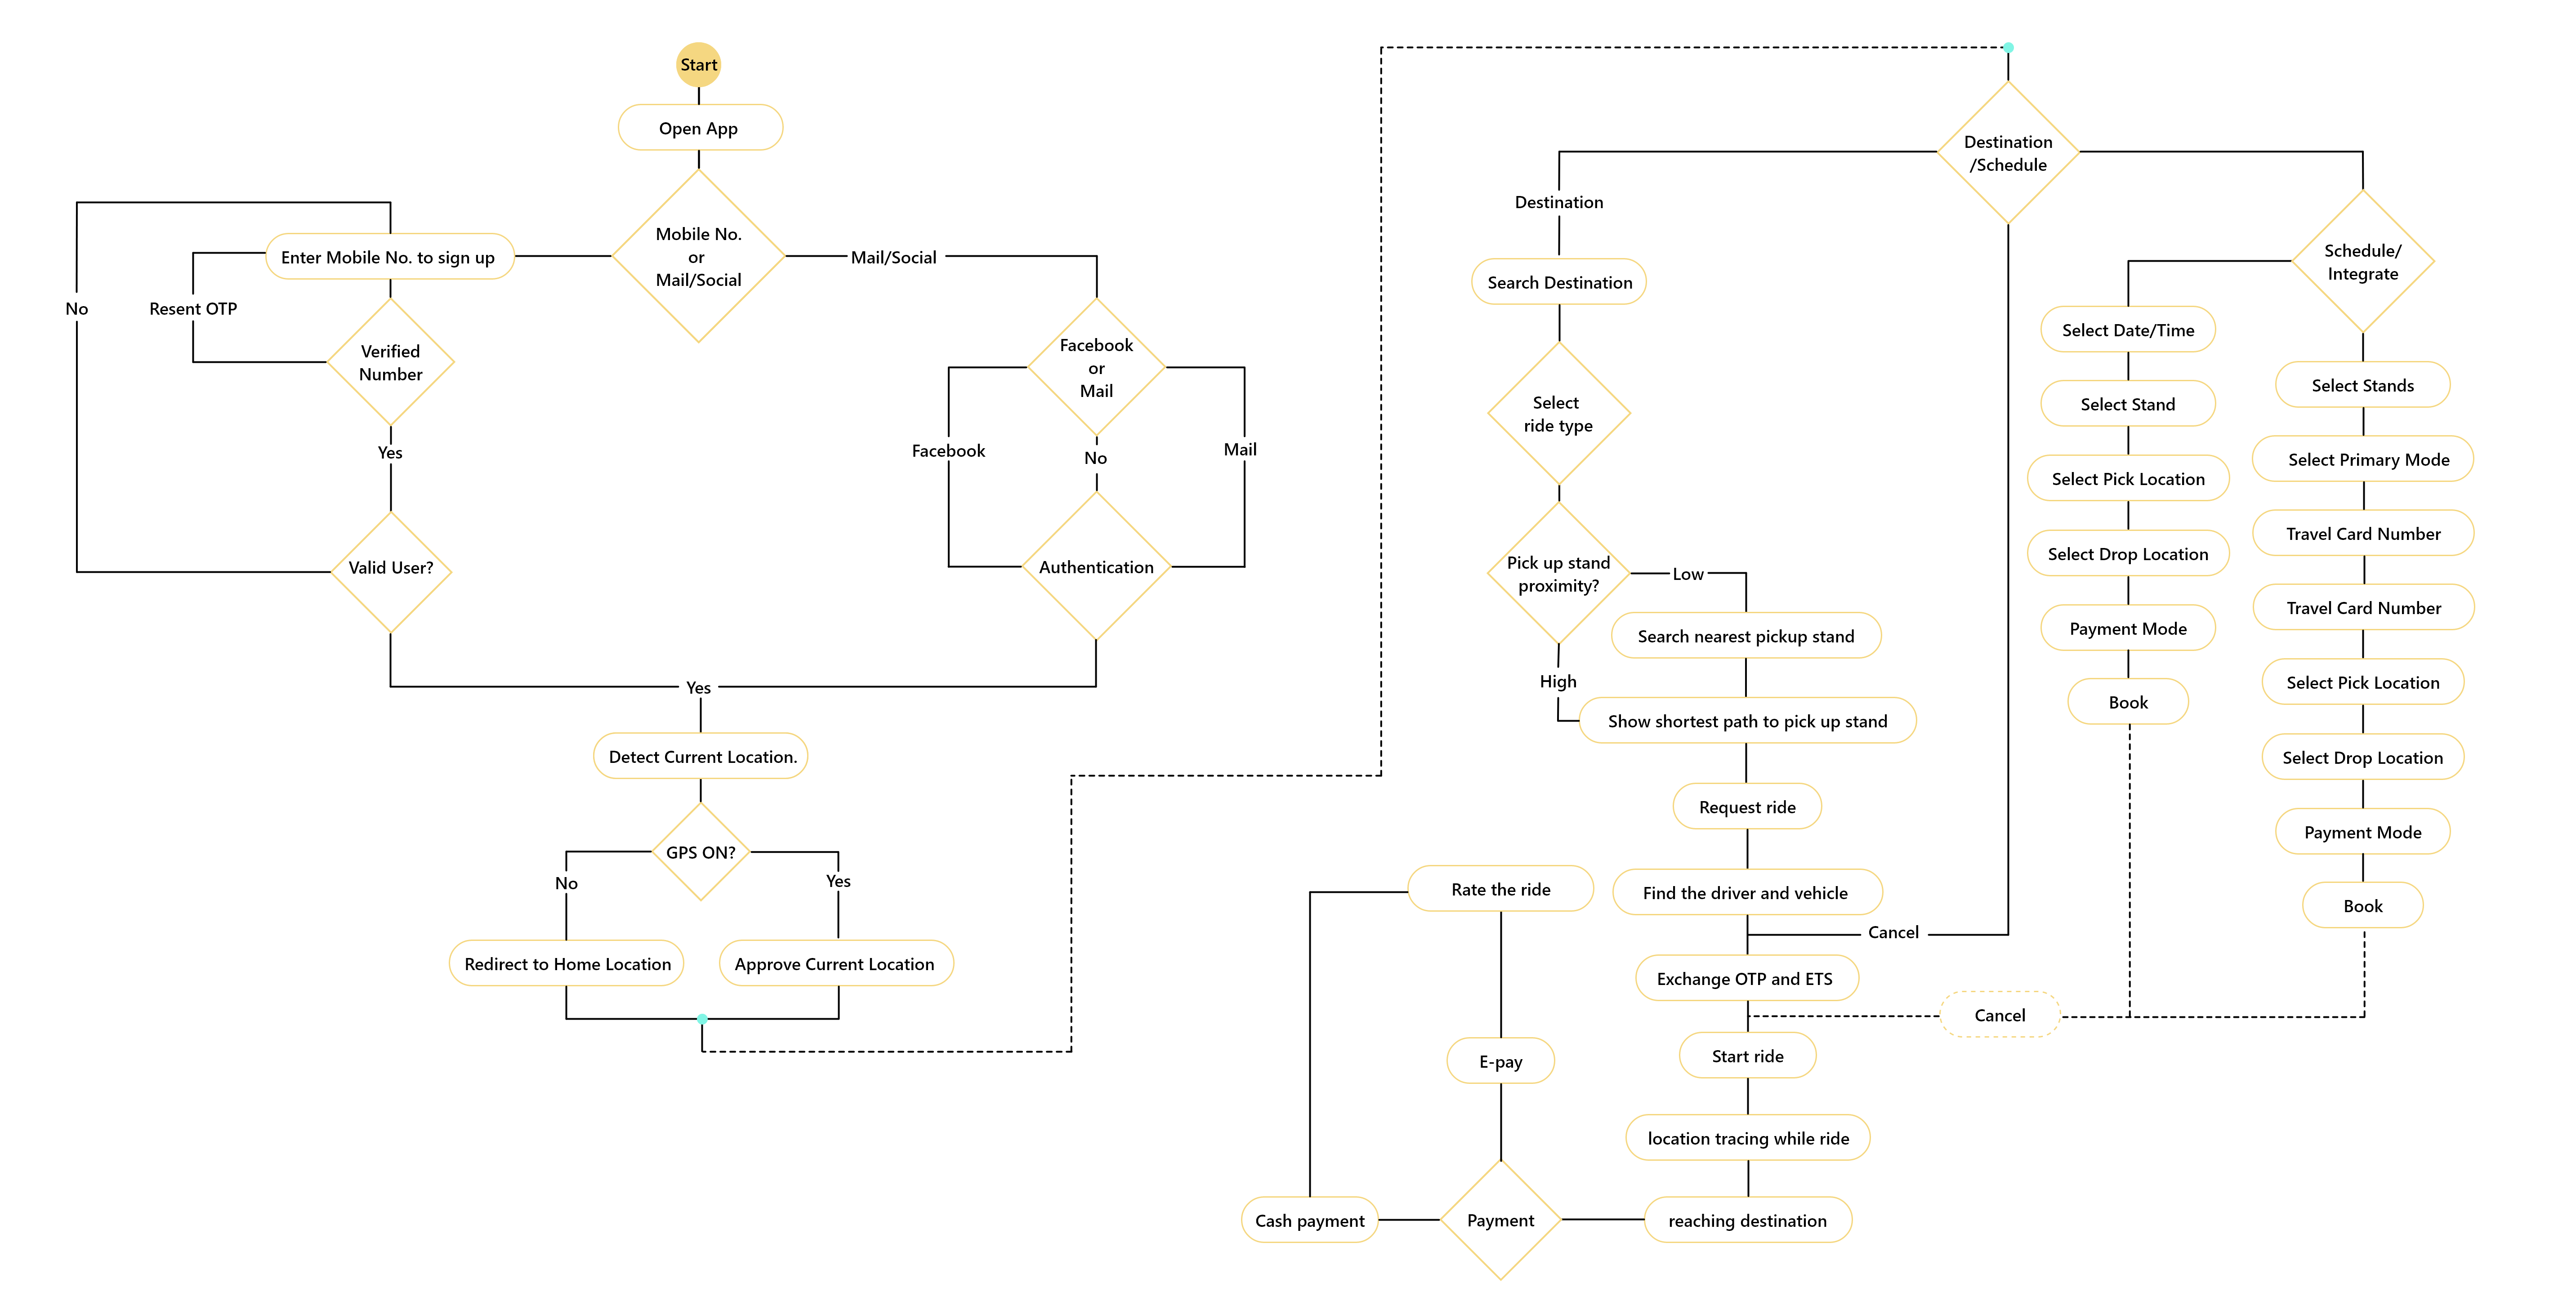 Start
Open App
Mobile No.
or
Mail/Social
Enter Mobile No. to sign up
No
Resent OTP
Verified
Number
Yes
Valid User?
Mail/Social
Facebook
or
Mail
Facebook
No
Mail
Authentication
Yes
Detect Current Location.
GPS ON?
No
Yes
Redirect to Home Location
Approve Current Location
Destination
/Schedule
Destination
Search Destination
Select
ride type
Pick up stand
proximity?
Low
Search nearest pickup stand
High
Show shortest path to pick up stand
Request ride
Find the driver and vehicle
Cancel
Exchange OTP and ETS
Start ride
location tracing while ride
reaching destination
Payment
Cash payment
E-pay
Rate the ride
Schedule/
Integrate
Select Date/Time
Select Stand
Select Pick Location
Select Drop Location
Payment Mode
Book
Select Stands
Select Primary Mode
Travel Card Number
Travel Card Number
Select Pick Location
Select Drop Location
Payment Mode
Book
Cancel